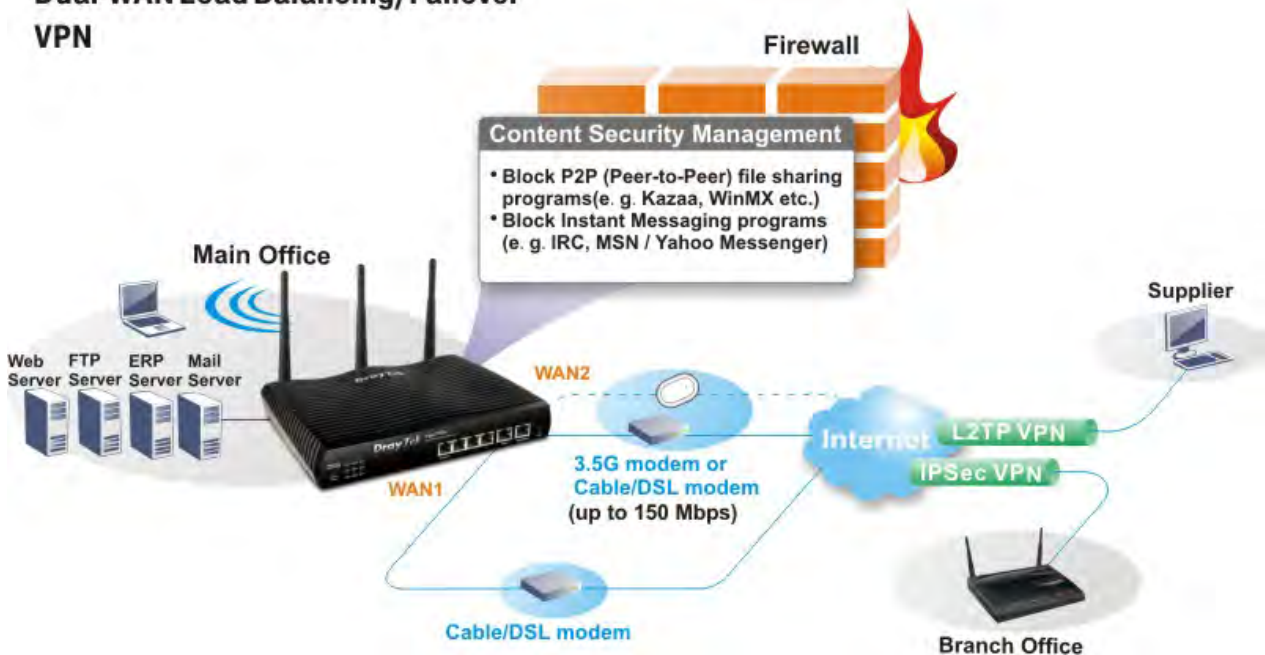 VPN
Firewall
Content Security Management
• Block P2P (Peer-to-Peer) file sharing
programs(e. g. Kazaa, WinMX etc.)
• Block Instant Messaging programs
(e. g. IRC, MSN / Yahoo Messenger)
Main Office
Web FTP ERP Mail
Server Server Server Server
DrayTek
WAN2
WAN1
3.5G modem or
Cable/DSL modem
(up to 150 Mbps)
Cable/DSL modem
Internet
L2TP VPN
IPSec VPN
Supplier
Branch Office